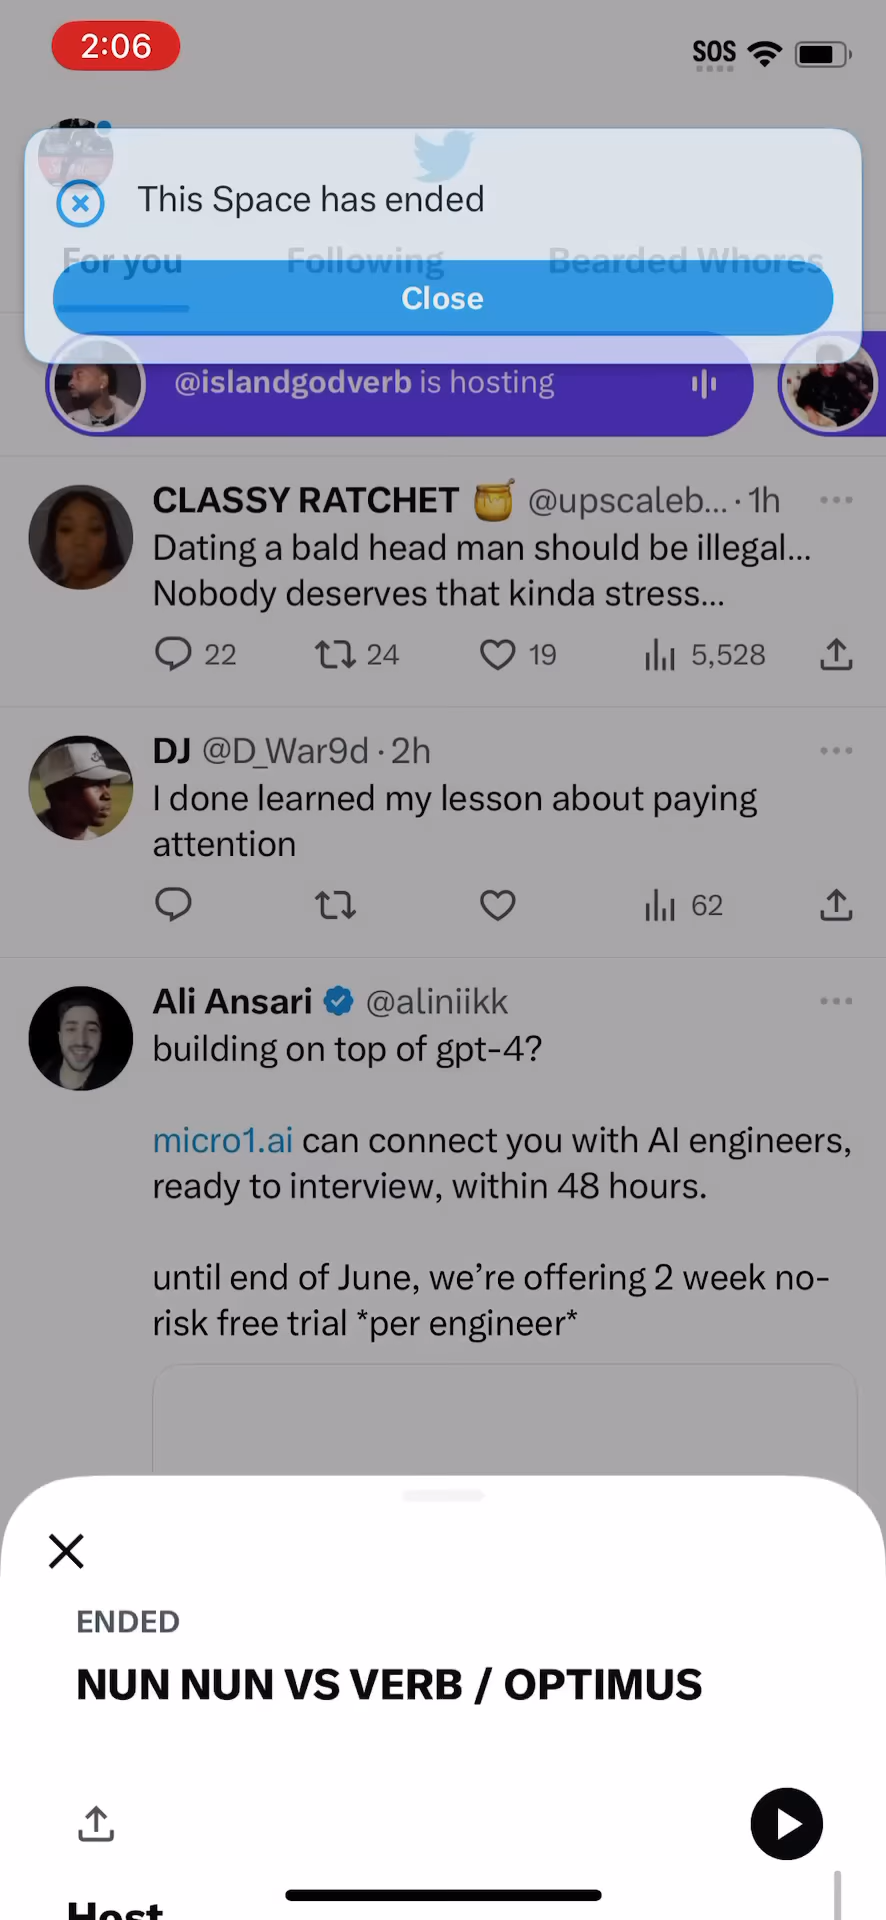 2:06
SOS
This Space has ended
For you
Following
Bearded Whores
Close
@islandgodverb is hosting
CLASSY RATCHET 🍯 @upscaleb... · 1h
Dating a bald head man should be illegal...
Nobody deserves that kinda stress...
22
24
19
5,528
DJ @D_War9d · 2h
I done learned my lesson about paying
attention
62
Ali Ansari @aliniikk
building on top of gpt-4?
micro1.ai can connect you with AI engineers,
ready to interview, within 48 hours.
until end of June, we’re offering 2 week no-
risk free trial *per engineer*
ENDED
NUN NUN VS VERB / OPTIMUS
Host